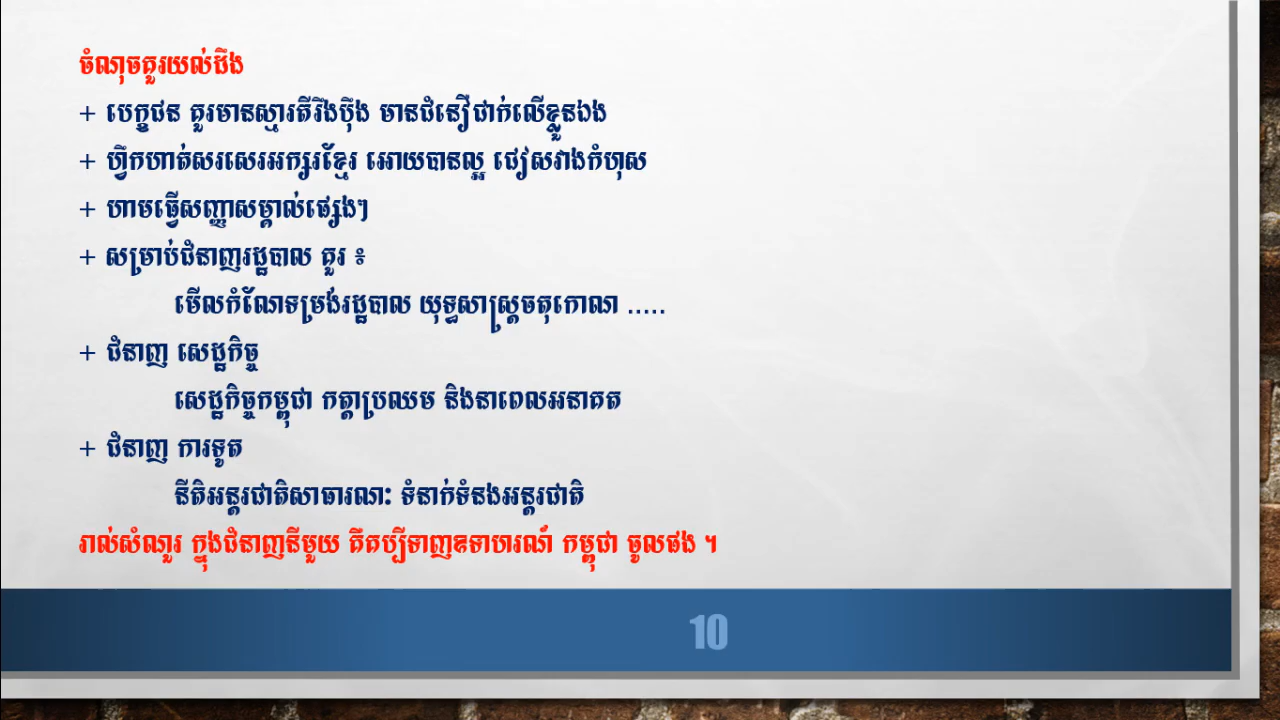 ចំណុចគួរយល់ដឹង
+ បេក្ខជន គួរមានស្មារតីរឹងប៉ឹង មានជំនឿជាក់លើខ្លួនឯង
+ ហ្វឹកហាត់សរសេរអក្សរខ្មែរ អោយបានល្អ ជៀសវាងកំហុស
+ ហាមធ្វើសញ្ញាសម្គាល់ផ្សេងៗ
+ សម្រាប់ជំនាញរដ្ឋបាល គួរ ៖
មើលកំណែទម្រង់រដ្ឋបាល យុទ្ធសាស្ត្រចតុកោណ .....
+ ជំនាញ សេដ្ឋកិច្ច
សេដ្ឋកិច្ចកម្ពុជា កត្តាប្រឈម និងនាពេលអនាគត
+ ជំនាញ ការទូត
នីតិអន្តរជាតិសាធារណៈ ទំនាក់ទំនងអន្តរជាតិ
រាល់សំណួរ ក្នុងជំនាញនីមួយ គឺគប្បីទាញឧទាហរណ៍ កម្ពុជា ចូលផង ។
10